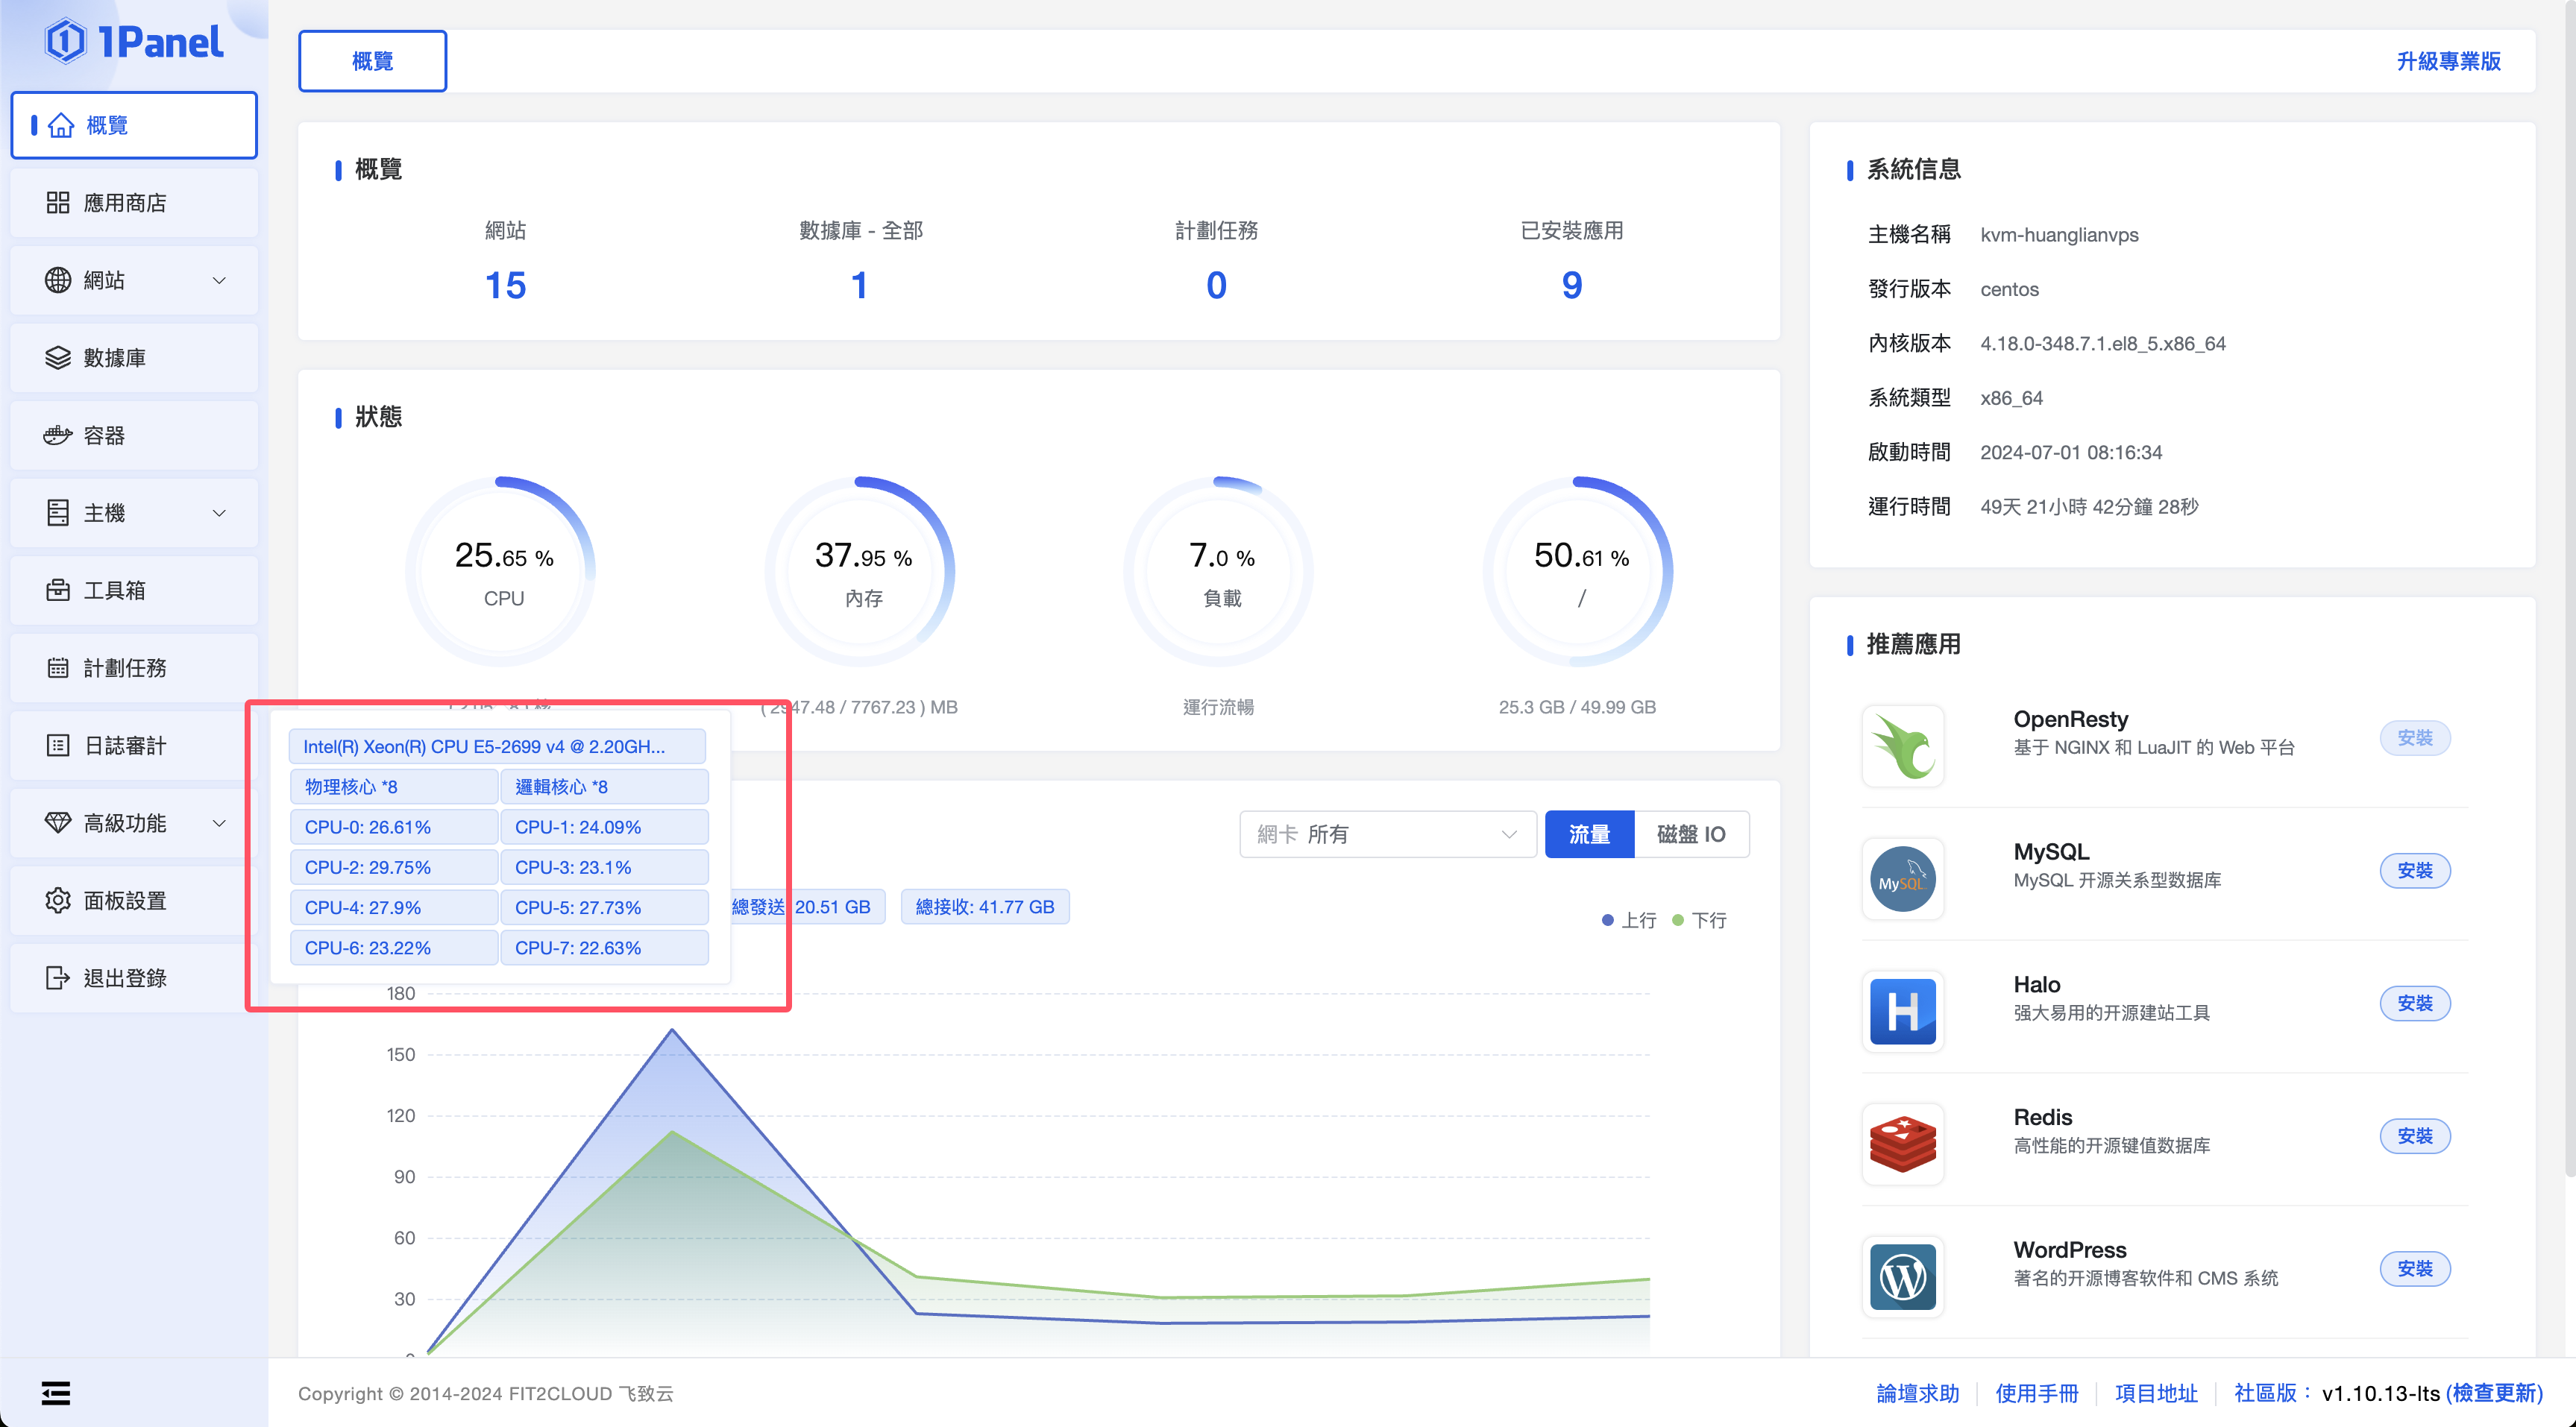 1Panel
概覽
應用商店
網站
數據庫
容器
主機
工具箱
計劃任務
日誌審計
高級功能
面板設置
退出登錄
概覽
升級專業版
概覽
網站
數據庫 - 全部
計劃任務
已安裝應用
15
1
0
9
狀態
25.65 %
CPU
37.95 %
內存
7.0 %
負載
50.61 %
/
( 2947.48 / 7767.23 ) MB
運行流暢
25.3 GB / 49.99 GB
Intel(R) Xeon(R) CPU E5-2699 v4 @ 2.20GH...
物理核心 *8
邏輯核心 *8
CPU-0: 26.61%
CPU-1: 24.09%
CPU-2: 29.75%
CPU-3: 23.1%
CPU-4: 27.9%
CPU-5: 27.73%
CPU-6: 23.22%
CPU-7: 22.63%
網卡 所有
流量
磁盤 IO
總發送: 20.51 GB
總接收: 41.77 GB
上行
下行
180
150
120
90
60
30
系統信息
主機名稱 kvm-huanglianvps
發行版本 centos
內核版本 4.18.0-348.7.1.el8_5.x86_64
系統類型 x86_64
啟動時間 2024-07-01 08:16:34
運行時間 49天 21小時 42分鐘 28秒
推薦應用
OpenResty
基于 NGINX 和 LuaJIT 的 Web 平台
安裝
MySQL
MySQL
MySQL 开源关系型数据库
安裝
Halo
强大易用的开源建站工具
安裝
Redis
高性能的开源键值数据库
安裝
WordPress
著名的开源博客软件和 CMS 系统
安裝
Copyright © 2014-2024 FIT2CLOUD 飞致云
論壇求助
使用手冊
項目地址
社區版： v1.10.13-lts (檢查更新)